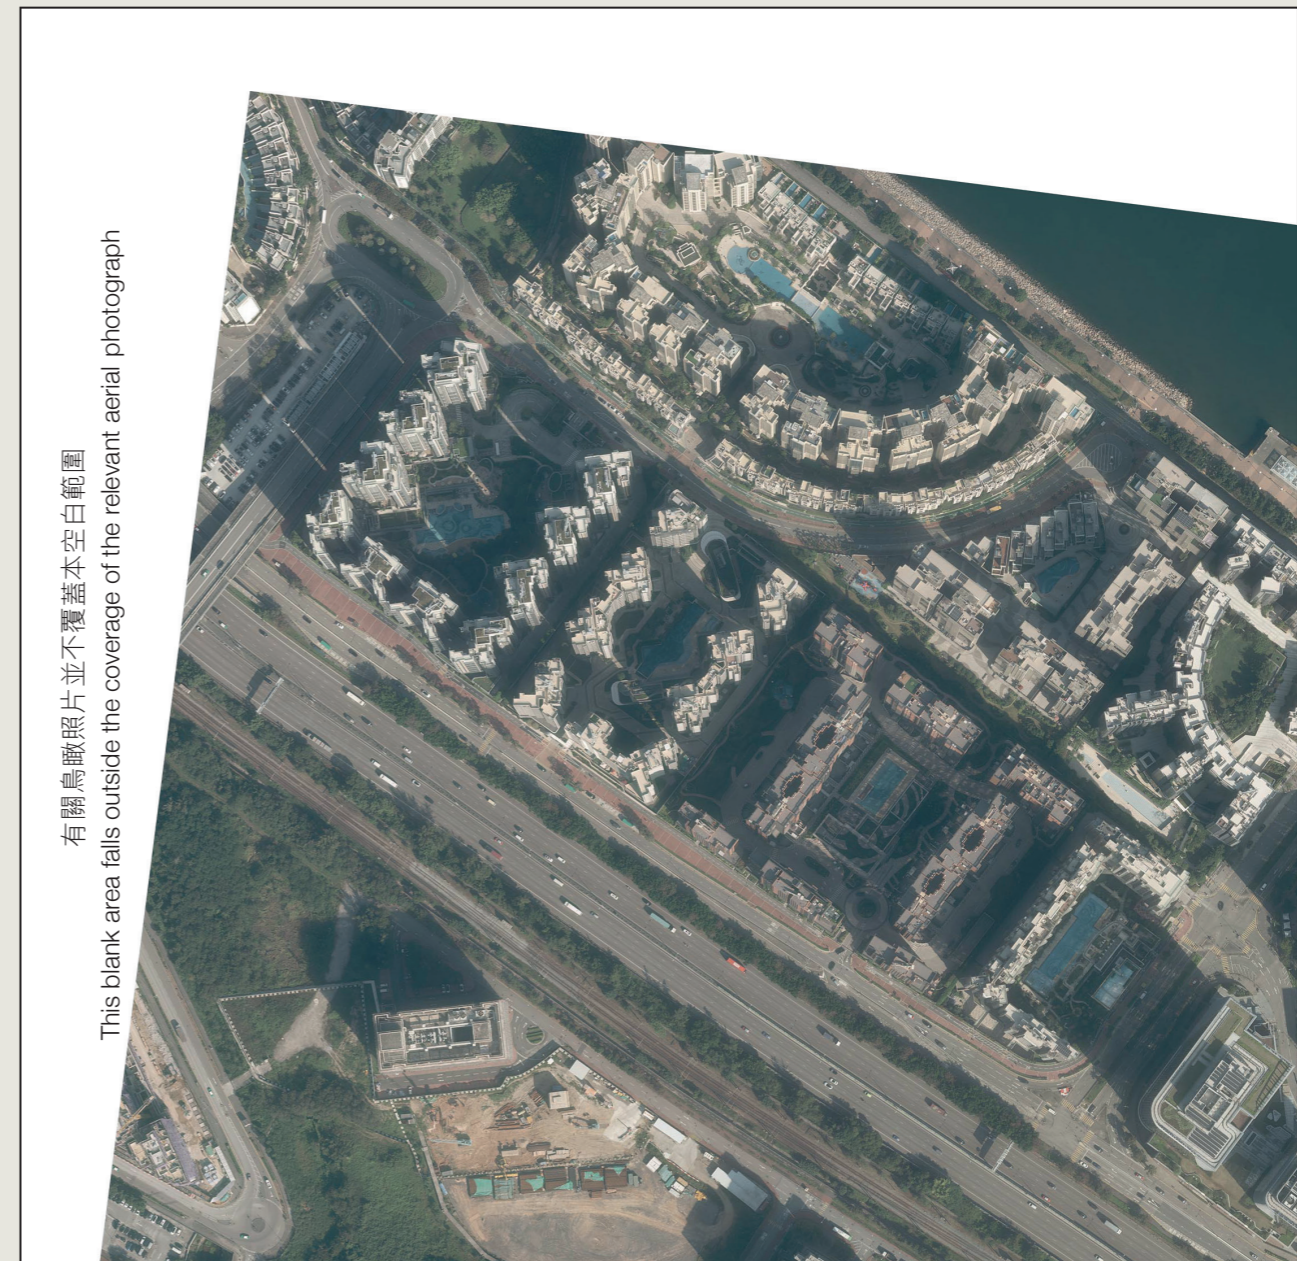 有關鳥瞰照片並不覆蓋本空白範圍
This blank area falls outside the coverage of the relevant aerial photograph